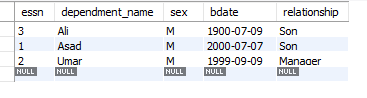 essn dependment_name sex bdate relationship
3 Ali M 1900-07-09 Son
1 Asad M 2000-07-07 Son
2 Umar M 1999-09-09 Manager
NULL NULL NULL NULL NULL